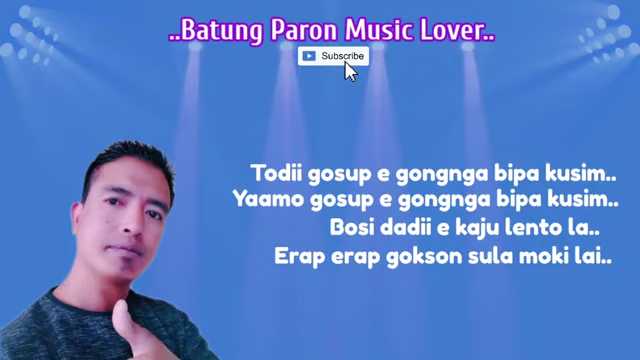 ..Batung Paron Music Lover..
Subscribe
Todii gosup e gongnga bipa kusim..
Yaamo gosup e gongnga bipa kusim..
Bosi dadii e kaju lento la..
Erap erap gokson sula moki lai..